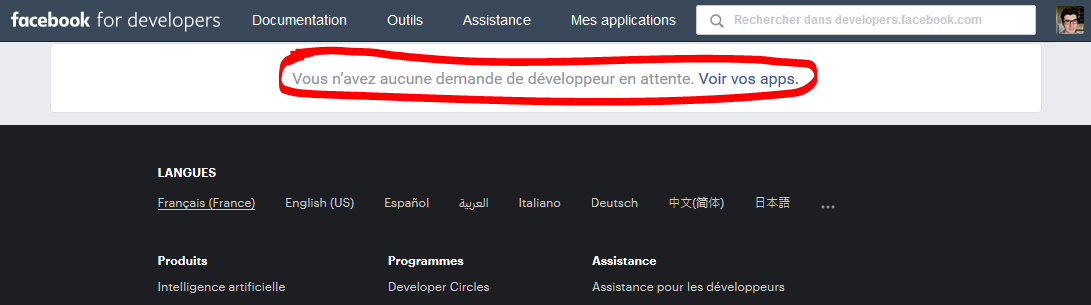 facebook for developers Documentation Outils Assistance Mes applications Rechercher dans developers.facebook.com
Vous n’avez aucune demande de développeur en attente. Voir vos apps.
LANGUES
Français (France) English (US) Español العربية Italiano Deutsch 中文(简体) 日本語 ...
Produits Programmes Assistance
Intelligence artificielle Developer Circles Assistance pour les développeurs